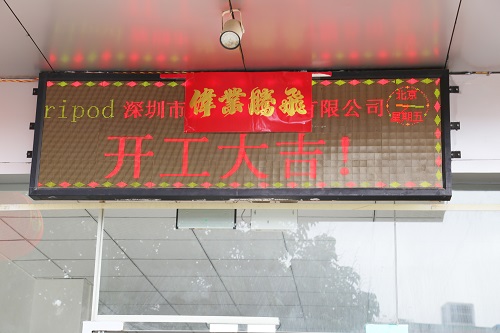 ripod 深圳市
有限公司
偉業騰飛
北京
星期五
开工大吉！